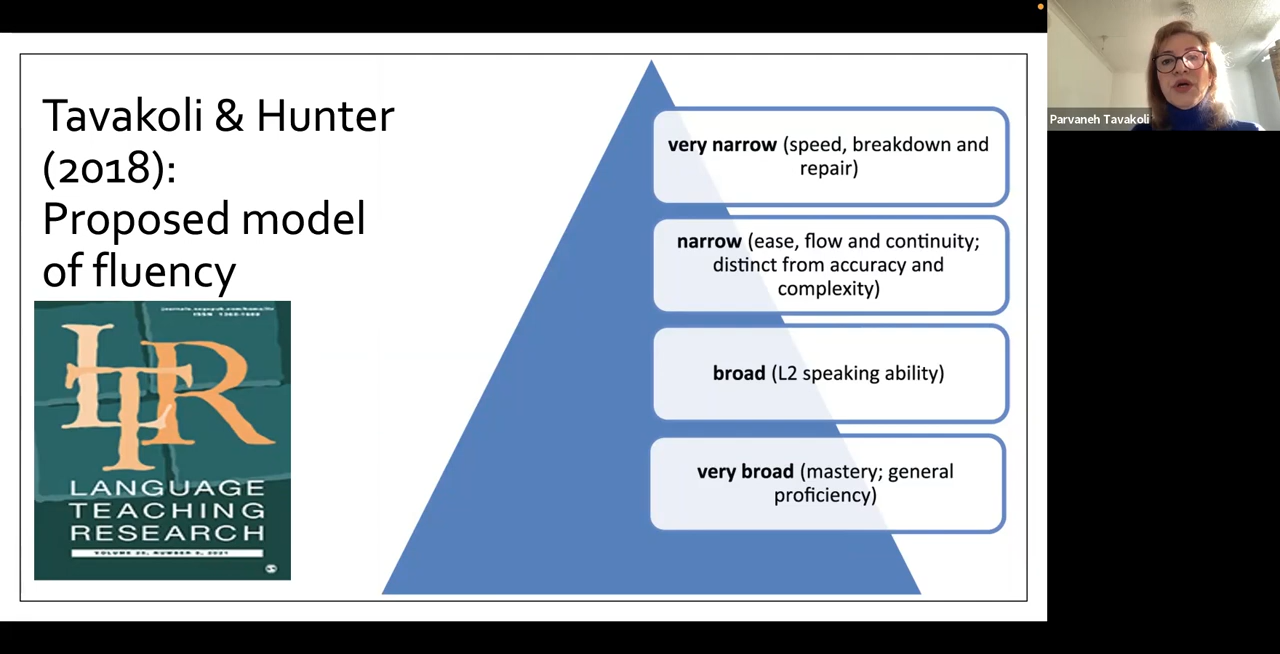 Tavakoli & Hunter
(2018):
Proposed model
of fluency
very narrow (speed, breakdown and
repair)
narrow (ease, flow and continuity;
distinct from accuracy and
complexity)
broad (L2 speaking ability)
very broad (mastery; general
proficiency)
LTR
LANGUAGE
TEACHING
RESEARCH
Parvaneh Tavakoli